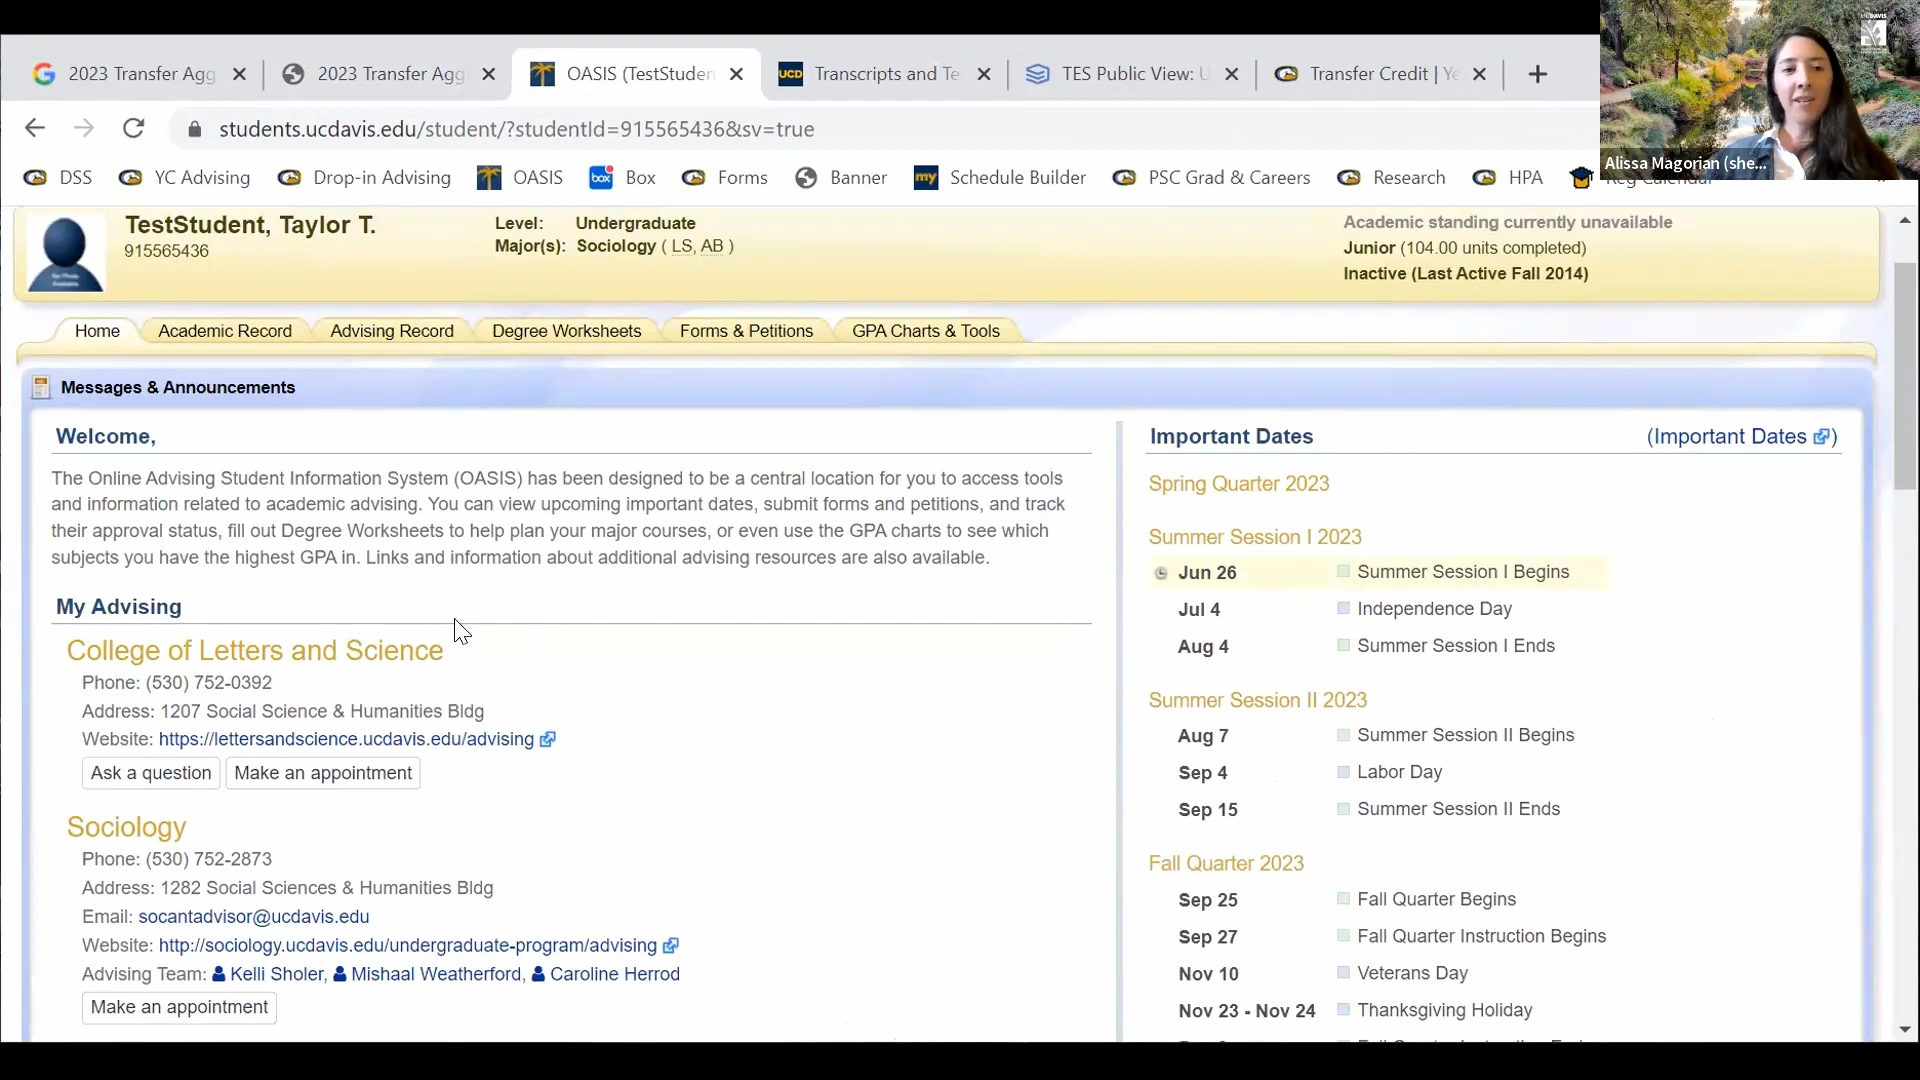 2023 Transfer Agg
2023 Transfer Agg
OASIS (TestStuden
UCD Transcripts and Te
TES Public View: U
Transfer Credit | Ye
students.ucdavis.edu/student/?studentId=915565436&sv=true
Alissa Magorian (she...
DSS
YC Advising
Drop-in Advising
OASIS
box Box
Forms
Banner
my Schedule Builder
PSC Grad & Careers
Research
HPA
TestStudent, Taylor T.
915565436
Level: Undergraduate
Major(s): Sociology ( LS, AB )
Academic standing currently unavailable
Junior (104.00 units completed)
Inactive (Last Active Fall 2014)
Home
Academic Record
Advising Record
Degree Worksheets
Forms & Petitions
GPA Charts & Tools
Messages & Announcements
Welcome,
The Online Advising Student Information System (OASIS) has been designed to be a central location for you to access tools
and information related to academic advising. You can view upcoming important dates, submit forms and petitions, and track
their approval status, fill out Degree Worksheets to help plan your major courses, or even use the GPA charts to see which
subjects you have the highest GPA in. Links and information about additional advising resources are also available.
My Advising
College of Letters and Science
Phone: (530) 752-0392
Address: 1207 Social Science & Humanities Bldg
Website: https://lettersandscience.ucdavis.edu/advising
Ask a question
Make an appointment
Sociology
Phone: (530) 752-2873
Address: 1282 Social Sciences & Humanities Bldg
Email: socantadvisor@ucdavis.edu
Website: http://sociology.ucdavis.edu/undergraduate-program/advising
Advising Team: Kelli Sholer, Mishaal Weatherford, Caroline Herrod
Make an appointment
Important Dates
(Important Dates )
Spring Quarter 2023
Summer Session I 2023
Jun 26 Summer Session I Begins
Jul 4 Independence Day
Aug 4 Summer Session I Ends
Summer Session II 2023
Aug 7 Summer Session II Begins
Sep 4 Labor Day
Sep 15 Summer Session II Ends
Fall Quarter 2023
Sep 25 Fall Quarter Begins
Sep 27 Fall Quarter Instruction Begins
Nov 10 Veterans Day
Nov 23 - Nov 24 Thanksgiving Holiday